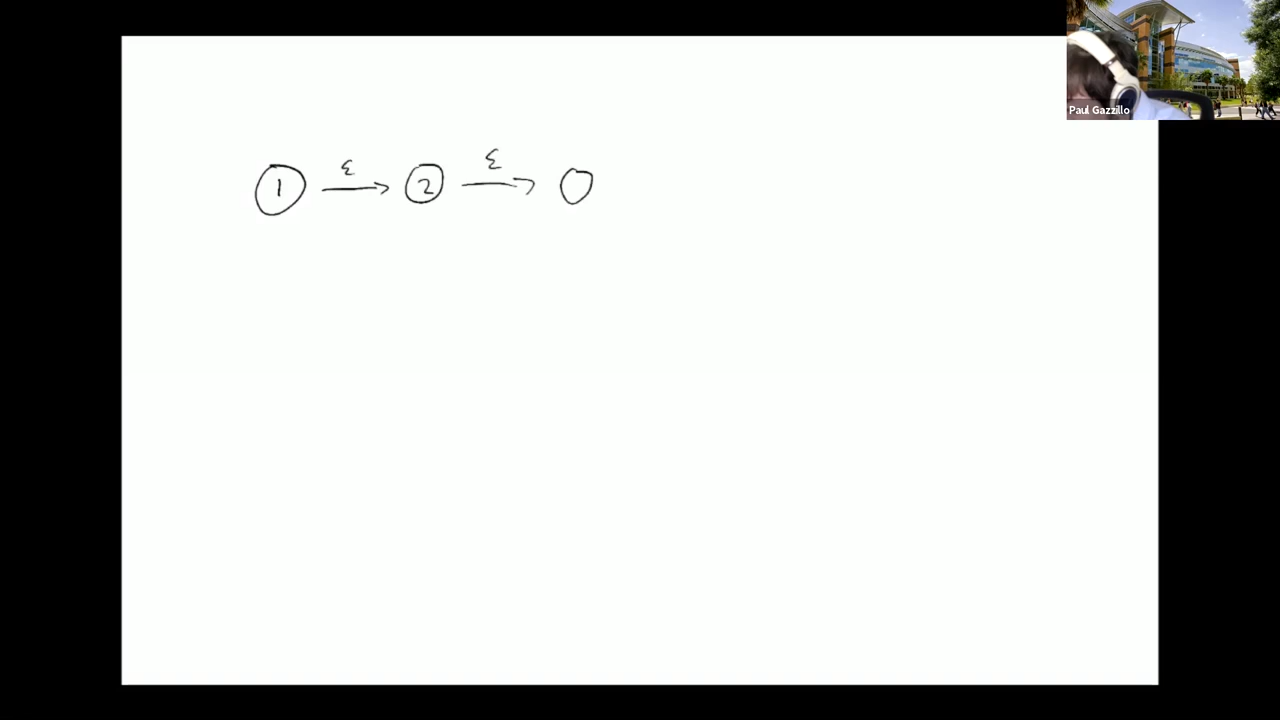 ε ε
1 → 2 →
Paul Gazzillo